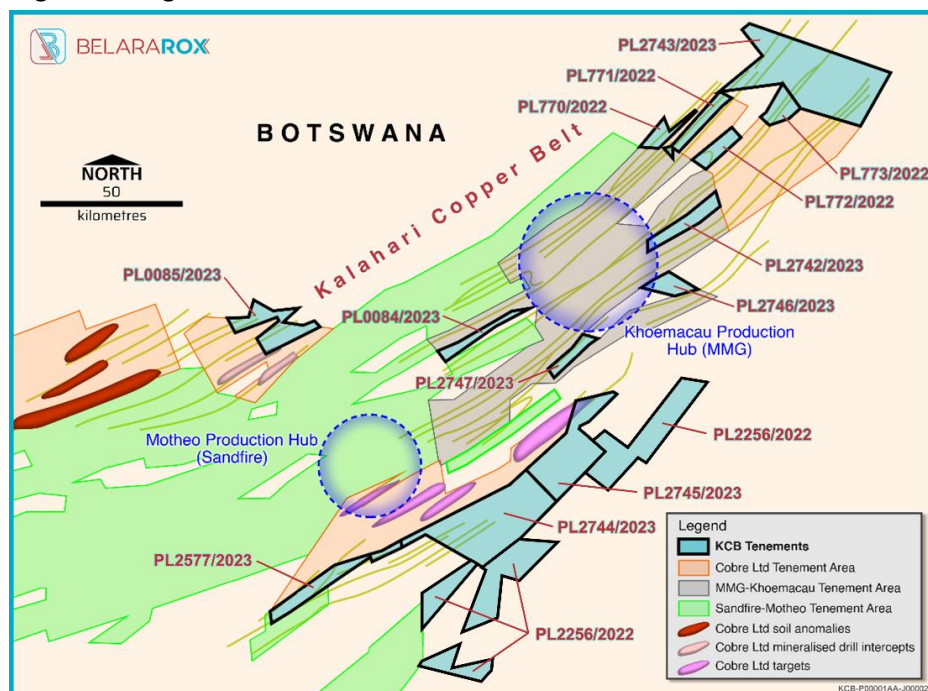 BELARAROX
PL2743/2023
PL771/2022
PL770/2022
BOTSWANA
NORTH
50
kilometres
Kalahari Copper Belt
PL773/2022
PL772/2022
PL0085/2023
PL2742/2023
PL0084/2023
PL2746/2023
Khoemacau Production
Hub (MMG)
PL2747/2023
Motheo Production Hub
(Sandfire)
PL2256/2022
PL2745/2023
PL2744/2023
PL2577/2023
PL2256/2022
Legend
KCB Tenements
Cobre Ltd Tenement Area
MMG-Khoemacau Tenement Area
Sandfire-Motheo Tenement Area
Cobre Ltd soil anomalies
Cobre Ltd mineralised drill intercepts
Cobre Ltd targets
KCB-P00001AA-J00002